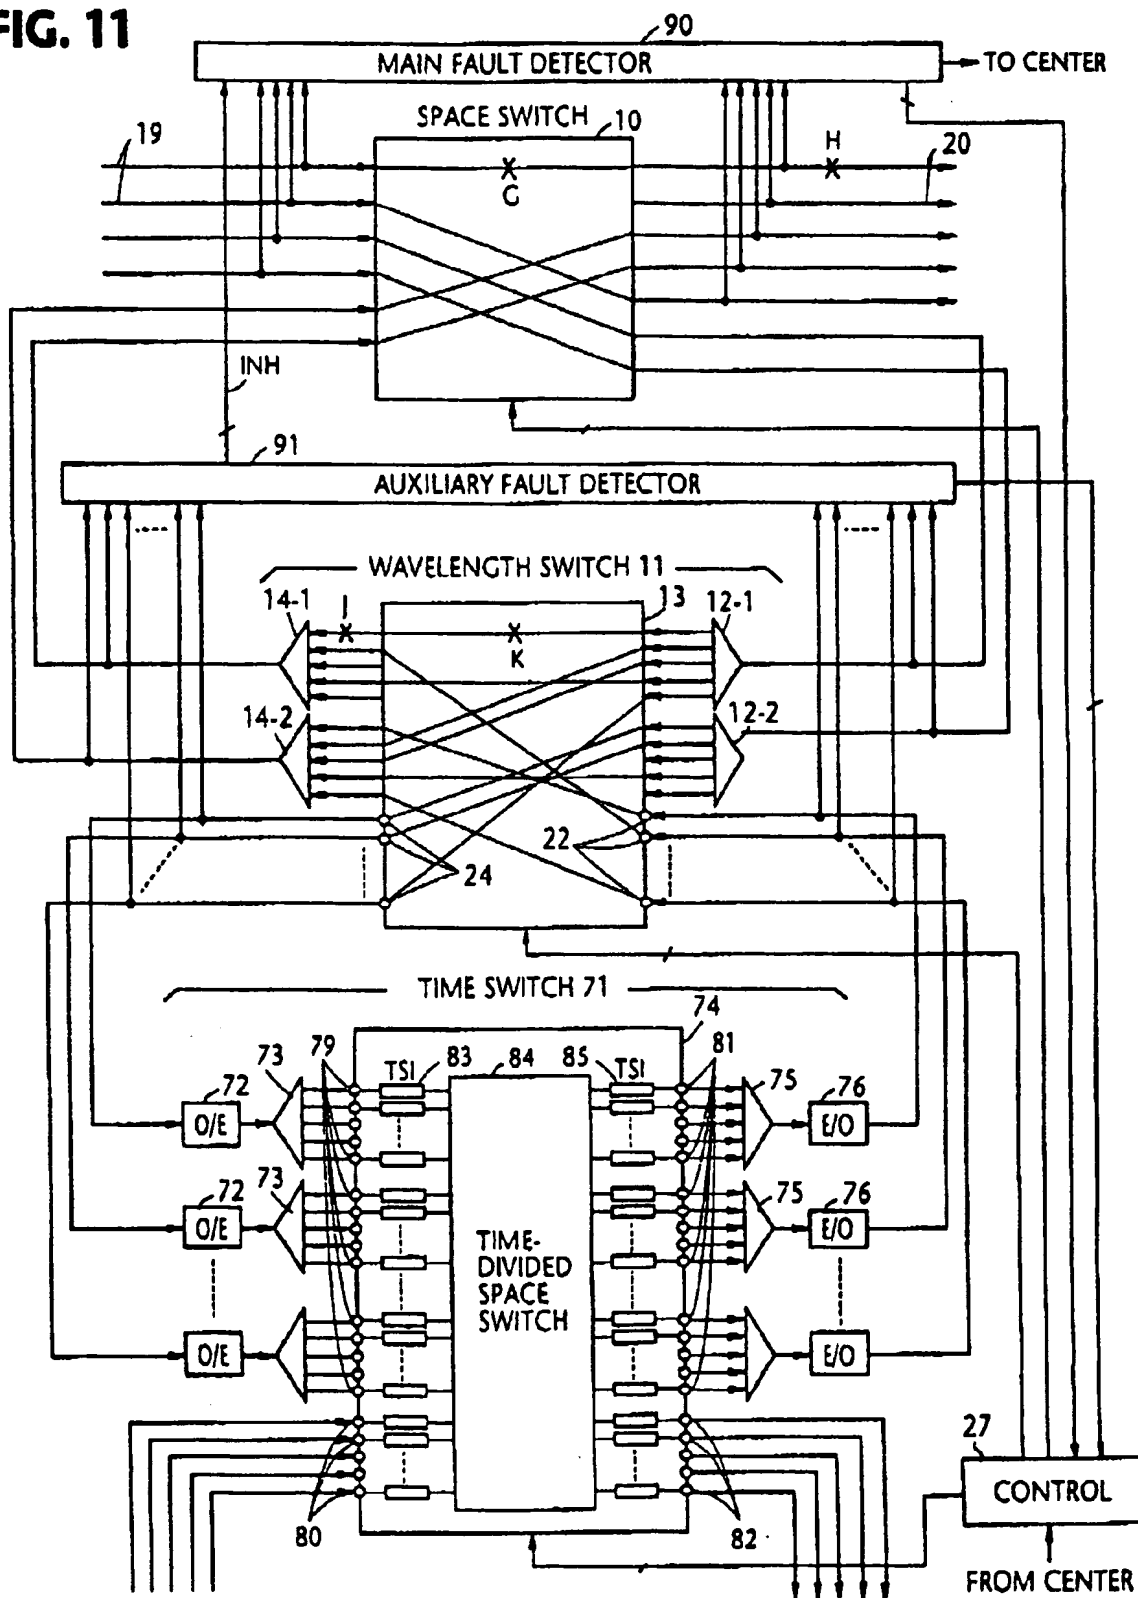 FIG. 11
90
MAIN FAULT DETECTOR
TO CENTER
SPACE SWITCH
10
19
H
X
20
X
G
INH
91
AUXILIARY FAULT DETECTOR
WAVELENGTH SWITCH 11
14-1
J
X
13
12-1
X
K
14-2
12-2
22
24
TIME SWITCH 71
74
79
83
84
85
81
73
TSI
TSI
75
72
76
O/E
E/O
73
75
72
76
O/E
E/O
TIME-
DIVIDED
SPACE
SWITCH
O/E
E/O
27
CONTROL
80
82
FROM CENTER